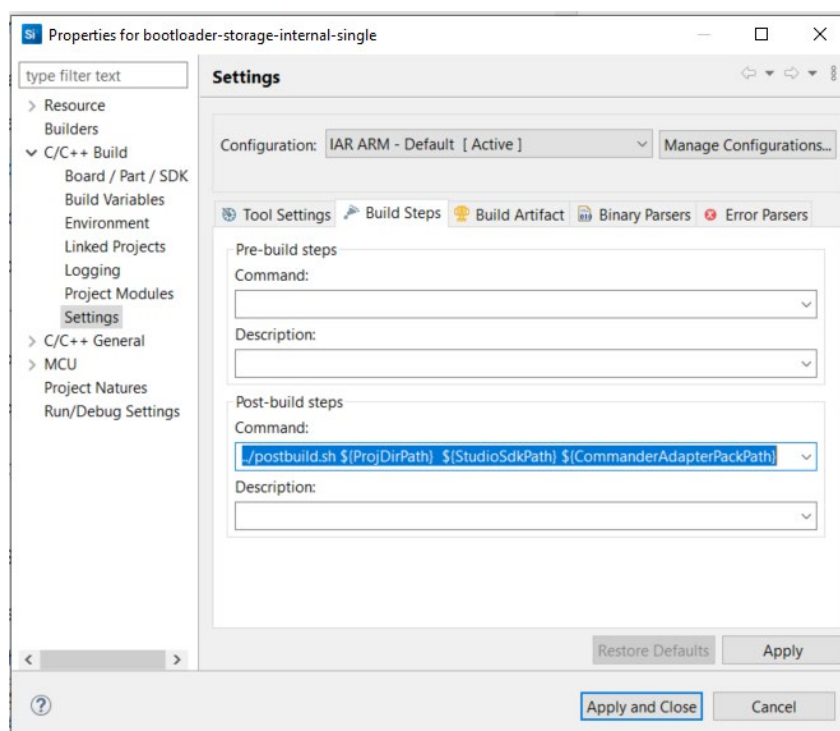 Si
Properties for bootloader-storage-internal-single
type filter text
Settings
Resource
Builders
C/C++ Build
Board / Part / SDK
Build Variables
Environment
Linked Projects
Logging
Project Modules
Settings
C/C++ General
MCU
Project Natures
Run/Debug Settings
Configuration: IAR ARM - Default [ Active ] Manage Configurations...
Tool Settings Build Steps Build Artifact Binary Parsers Error Parsers
Pre-build steps
Command:
Description:
Post-build steps
Command:
../postbuild.sh ${ProjDirPath}  ${StudioSdkPath} ${CommanderAdapterPackPath}
Description:
Restore Defaults Apply
? Apply and Close Cancel